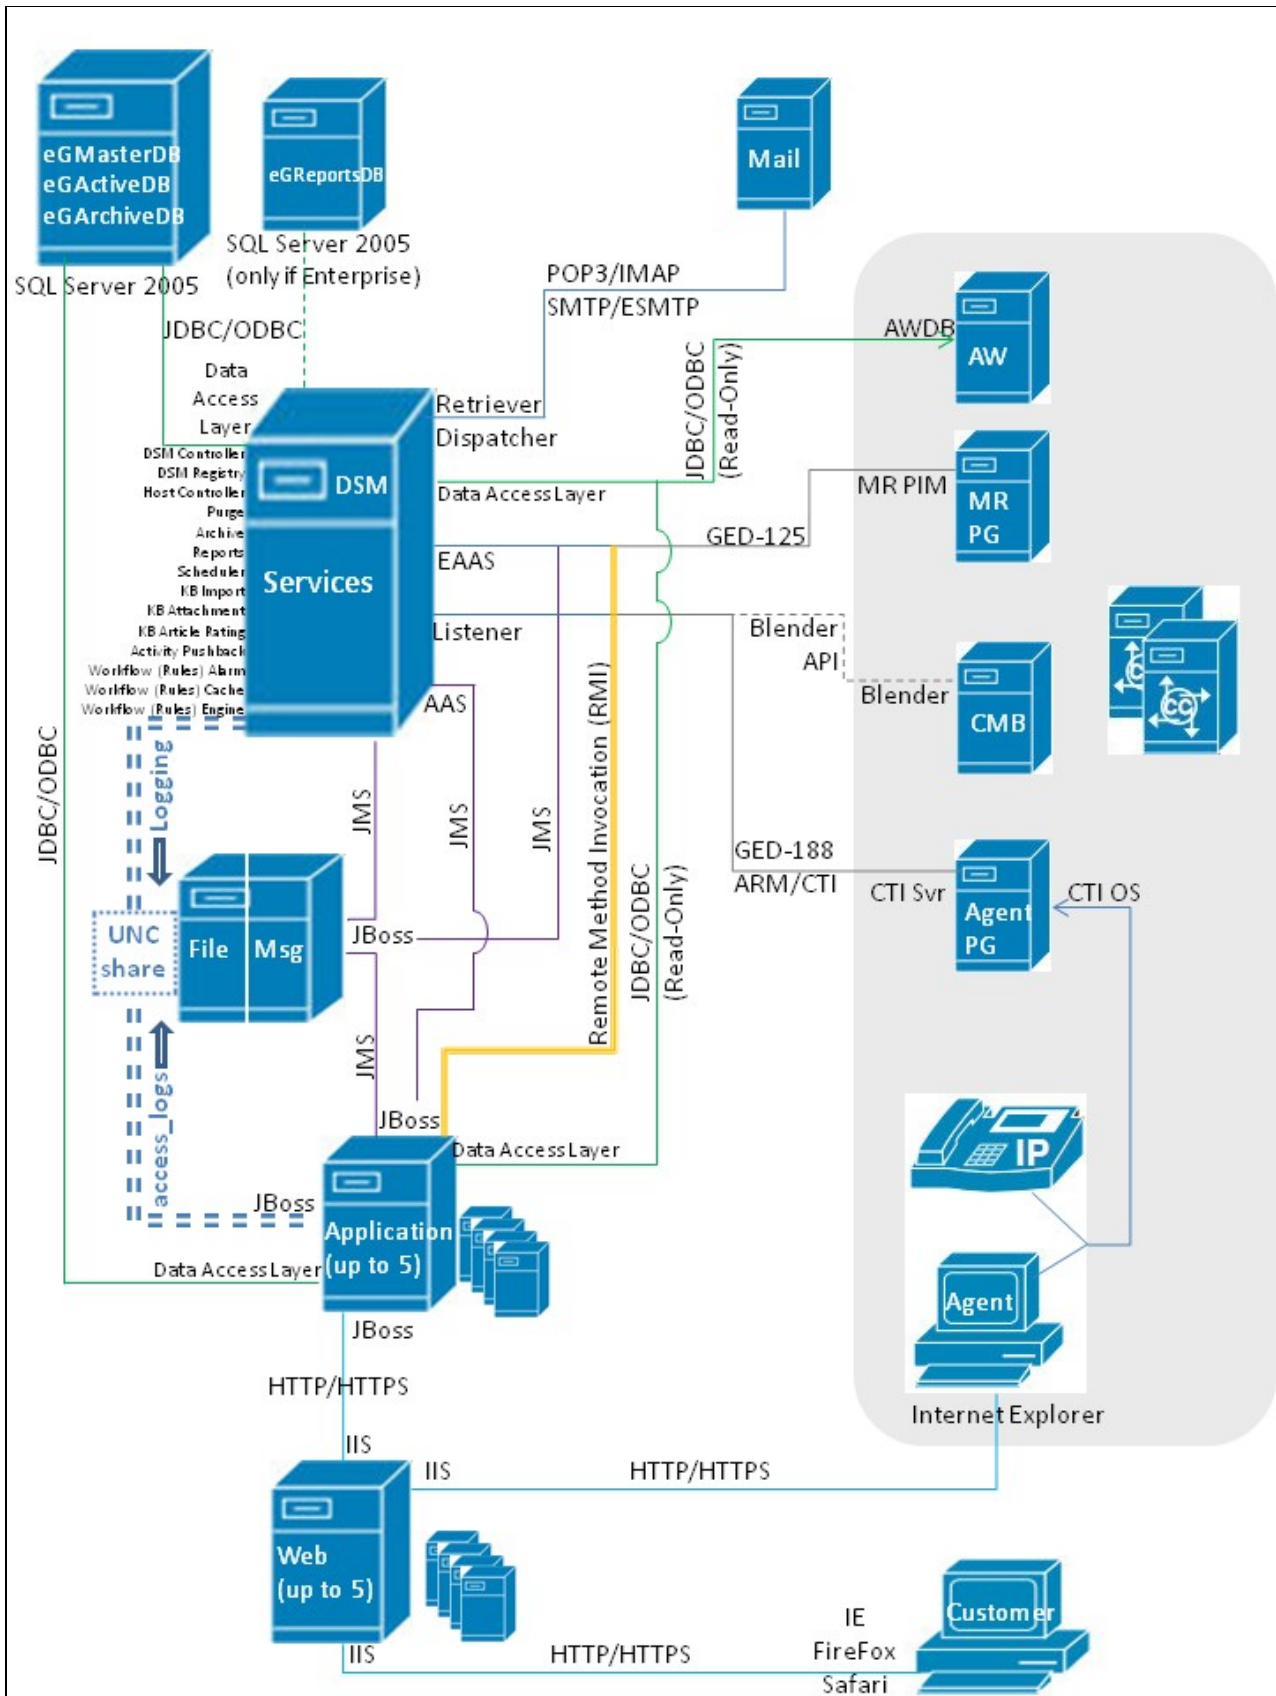 eGMasterDB
eGActiveDB
eGArchiveDB
SQL Server 2005
eGReportsDB
SQL Server 2005
(only if Enterprise)
JDBC/ODBC
Mail
POP3/IMAP
SMTP/ESMTP
AWDB
AW
JDBC/ODBC
(Read-Only)
Data
Access
Layer
DSM Controller
DSM Registry
Host Controller
Purge
Archive
Reports
Scheduler
KB Import
KB Attachment
KB Article Rating
Activity Pushback
Workflow (Rules) Alarm
Workflow (Rules) Cache
Workflow (Rules) Engine
DSM
Services
Retriever
Dispatcher
Data Access Layer
EAAS
Listener
AAS
MR PIM
MR
PG
GED-125
Blender
API
Blender
CMB
C
CC
JDBC/ODBC
Logging
JMS
JMS
JMS
Remote Method Invocation (RMI)
JDBC/ODBC
(Read-Only)
GED-188
ARM/CTI
CTI Svr
Agent
PG
CTI OS
UNC
share
File
Msg
JBoss
JMS
access_logs
JBoss
Data Access Layer
JBoss
Application
(up to 5)
Data Access Layer
JBoss
IP
Agent
Internet Explorer
HTTP/HTTPS
IIS
IIS
HTTP/HTTPS
Web
(up to 5)
IIS
HTTP/HTTPS
IE
FireFox
Safari
Customer